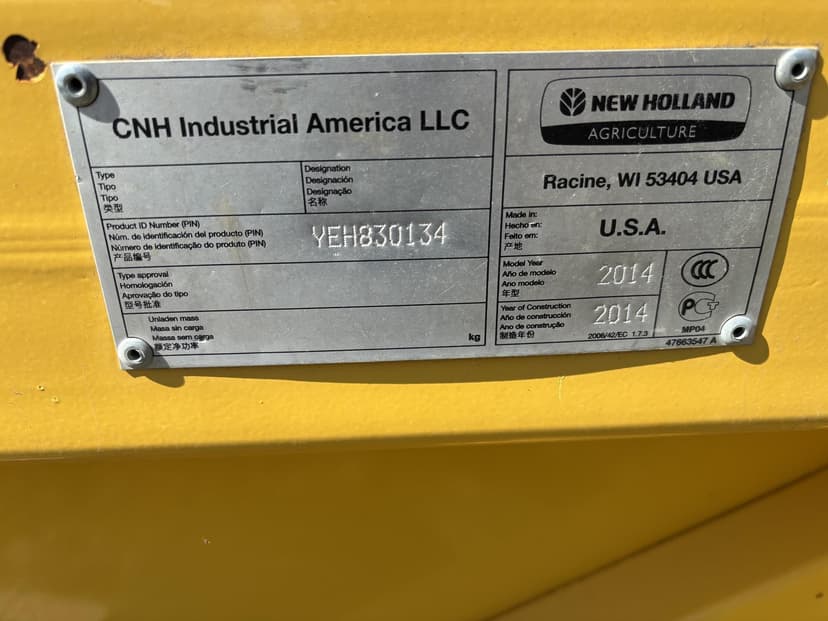 CNH Industrial America LLC
Type
Tipo
Tipo
类型
Designation
Designación
Designação
名称
Product ID Number (PIN)
Núm. de identificación del producto (PIN)
Número de identificação do produto (PIN)
产品编号
YEH830134
Type approval
Homologación
Aprovação do tipo
型号批准
Unladen mass
Masa sin carga
Massa sem carga
额定净功率
kg
NEW HOLLAND
AGRICULTURE
Racine, WI 53404 USA
Made in:
Hecho en:
Feito em:
产地
U.S.A.
Model Year
Año de modelo
Ano modelo
年型
2014
CCC
Year of Construction
Año de construcción
Ano de construção
制造年份
2014
2006/42/EC 1.7.3
PCT
MP04
47663547 A